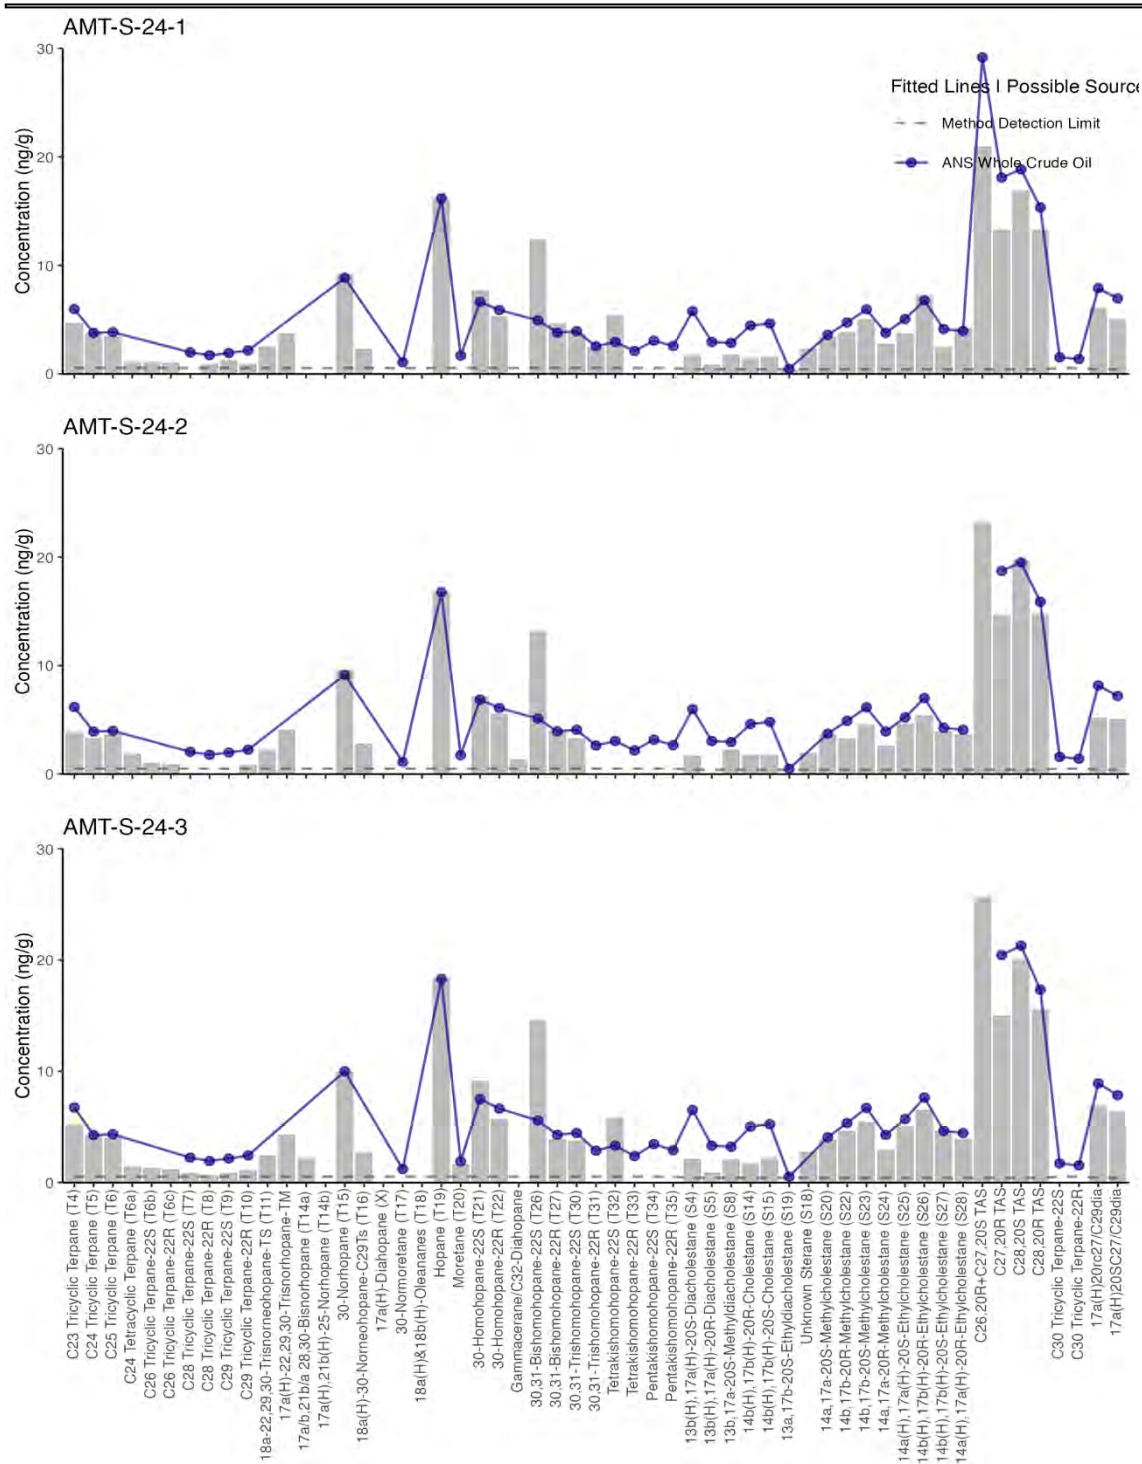 AMT-S-24-1
Fitted Lines | Possible Source
Method Detection Limit
ANS Whole Crude Oil
Concentration (ng/g)
30
20
10
0
AMT-S-24-2
Concentration (ng/g)
30
20
10
0
AMT-S-24-3
Concentration (ng/g)
30
20
10
0
C23 Tricyclic Terpane (T4)
C24 Tricyclic Terpane (T5)
C25 Tricyclic Terpane (T6)
C24 Tetracyclic Terpane (T6a)
C26 Tricyclic Terpane-22S (T6b)
C26 Tricyclic Terpane-22R (T6c)
C28 Tricyclic Terpane-22S (T7)
C28 Tricyclic Terpane-22R (T8)
C29 Tricyclic Terpane-22S (T9)
C29 Tricyclic Terpane-22R (T10)
18a-22,29,30-Trisnorneohopane-TS (T11)
17a(H)-22,29,30-Trisnorhopane-TM
17a/b,21b/a 28,30-Bisnorhopane (T14a)
17a(H),21b(H)-25-Norhopane (T14b)
30-Norhopane (T15)
18a(H)-30-Norneohopane-C29Ts (T16)
17a(H)-Diahopane (X)
30-Normoretane (T17)
18a(H)&18b(H)-Oleananes (T18)
Hopane (T19)
Moretane (T20)
30-Homohopane-22S (T21)
30-Homohopane-22R (T22)
Gammacerane/C32-Diahopane
30,31-Bishomohopane-22S (T26)
30,31-Bishomohopane-22R (T27)
30,31-Trishomohopane-22S (T30)
30,31-Trishomohopane-22R (T31)
Tetrakishomohopane-22S (T32)
Tetrakishomohopane-22R (T33)
Pentakishomohopane-22S (T34)
Pentakishomohopane-22R (T35)
13b(H),17a(H)-20S-Diacholestane (S4)
13b(H),17a(H)-20R-Diacholestane (S5)
13b,17a-20S-Methyldiacholestane (S8)
14b(H),17b(H)-20R-Cholestane (S14)
14b(H),17b(H)-20S-Cholestane (S15)
13a,17b-20S-Ethyldiacholestane (S19)
Unknown Sterane (S18)
14a,17a-20S-Methylcholestane (S20)
14b,17b-20R-Methylcholestane (S22)
14b,17b-20S-Methylcholestane (S23)
14a,17a-20R-Methylcholestane (S24)
14a(H),17a(H)-20S-Ethylcholestane (S25)
14b(H),17b(H)-20R-Ethylcholestane (S26)
14b(H),17b(H)-20S-Ethylcholestane (S27)
14a(H),17a(H)-20R-Ethylcholestane (S28)
C26,20R+C27,20S TAS
C27,20R TAS
C28,20S TAS
C28,20R TAS
C30 Tricyclic Terpane-22S
C30 Tricyclic Terpane-22R
17a(H)20rc27/C29dia
17a(H)20SC27/C29dia